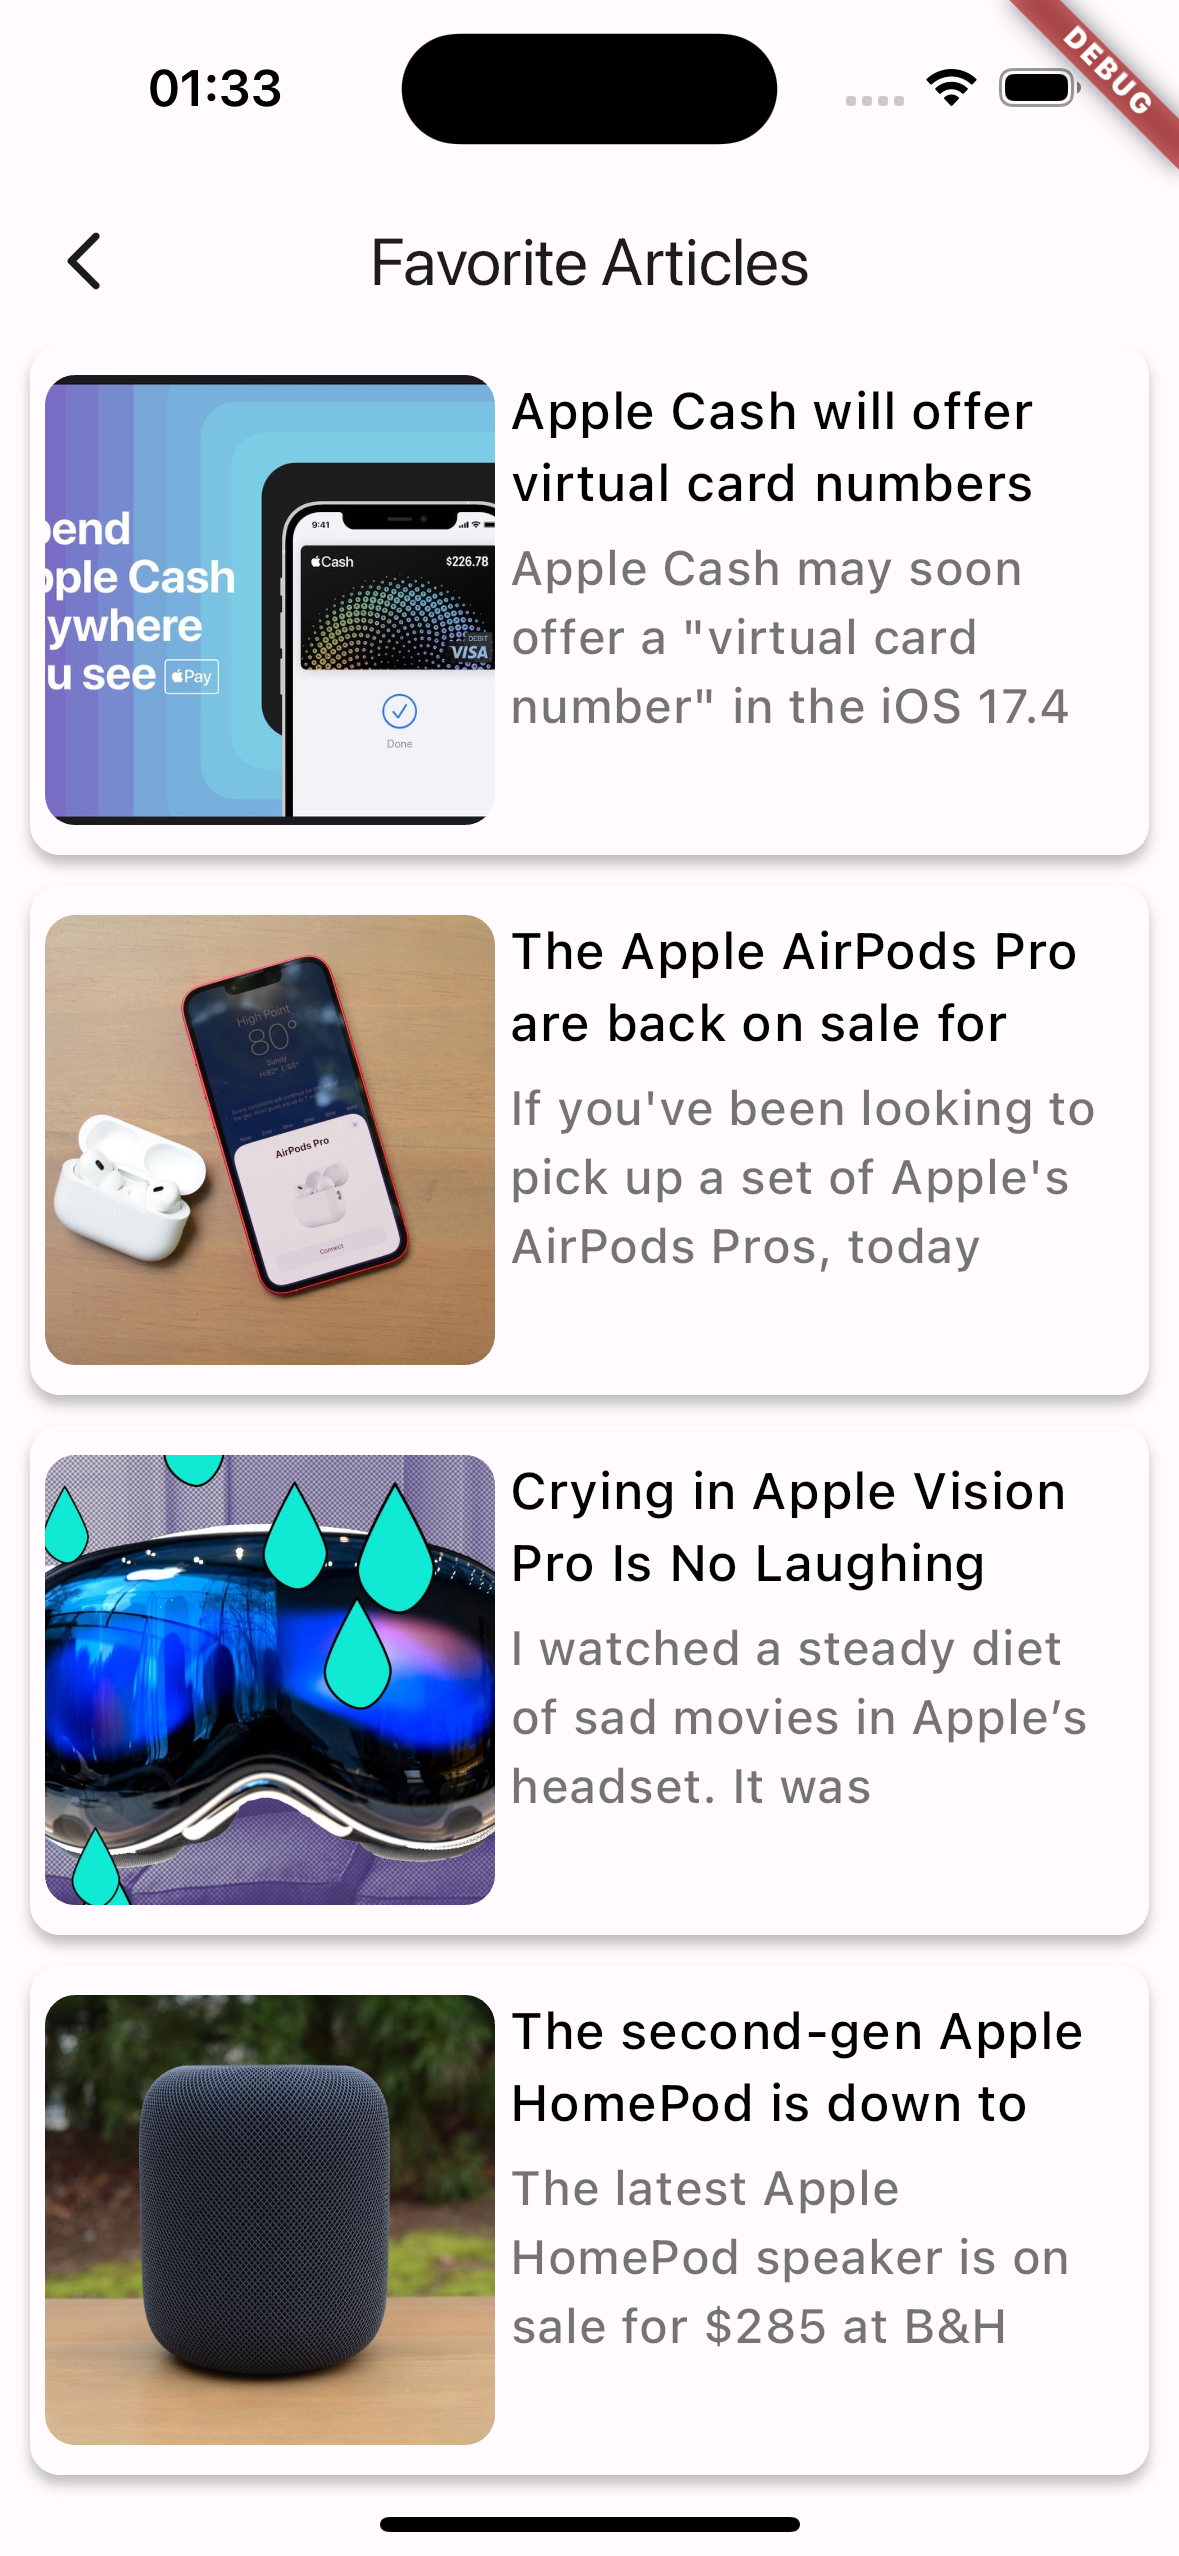 01:33
DEBUG
Favorite Articles
pend
pple Cash
ywhere
u see Pay
9:41
Cash $226.78
DEBIT
VISA
Done
Apple Cash will offer
virtual card numbers
Apple Cash may soon
offer a "virtual card
number" in the iOS 17.4
High Point
80°
Sunny
AirPods Pro
Connect
The Apple AirPods Pro
are back on sale for
If you've been looking to
pick up a set of Apple's
AirPods Pros, today
Crying in Apple Vision
Pro Is No Laughing
I watched a steady diet
of sad movies in Apple’s
headset. It was
The second-gen Apple
HomePod is down to
The latest Apple
HomePod speaker is on
sale for $285 at B&H